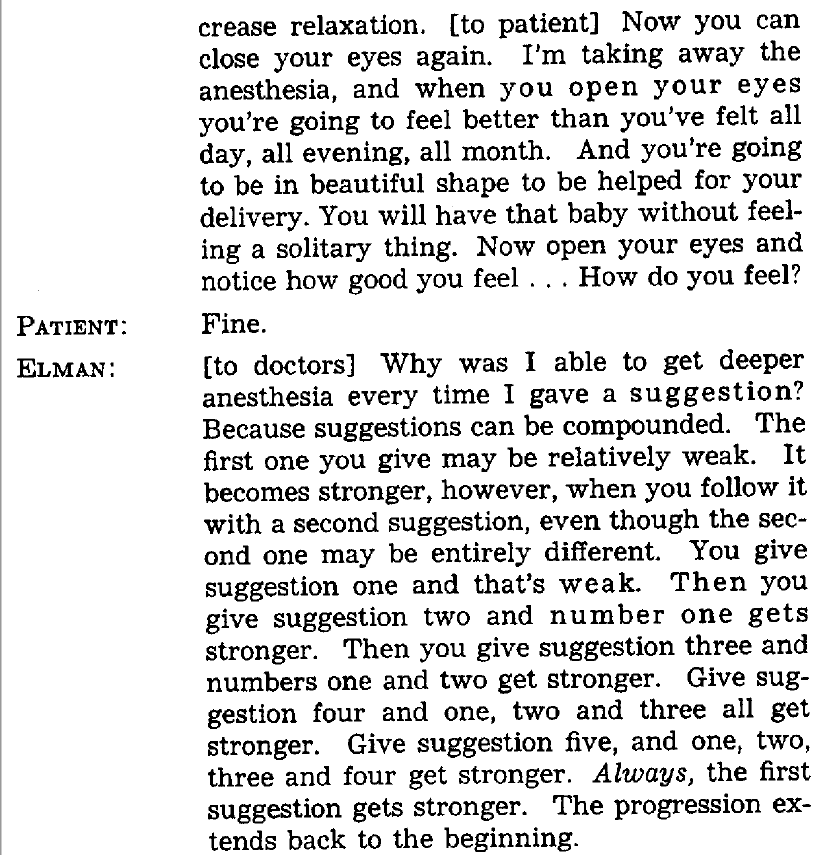 crease relaxation. [to patient] Now you can
close your eyes again. I'm taking away the
anesthesia, and when you open your eyes
you're going to feel better than you've felt all
day, all evening, all month. And you're going
to be in beautiful shape to be helped for your
delivery. You will have that baby without feel-
ing a solitary thing. Now open your eyes and
notice how good you feel . . . How do you feel?
PATIENT: Fine.
ELMAN: [to doctors] Why was I able to get deeper
anesthesia every time I gave a suggestion?
Because suggestions can be compounded. The
first one you give may be relatively weak. It
becomes stronger, however, when you follow it
with a second suggestion, even though the sec-
ond one may be entirely different. You give
suggestion one and that's weak. Then you
give suggestion two and number one gets
stronger. Then you give suggestion three and
numbers one and two get stronger. Give sug-
gestion four and one, two and three all get
stronger. Give suggestion five, and one, two,
three and four get stronger. Always, the first
suggestion gets stronger. The progression ex-
tends back to the beginning.